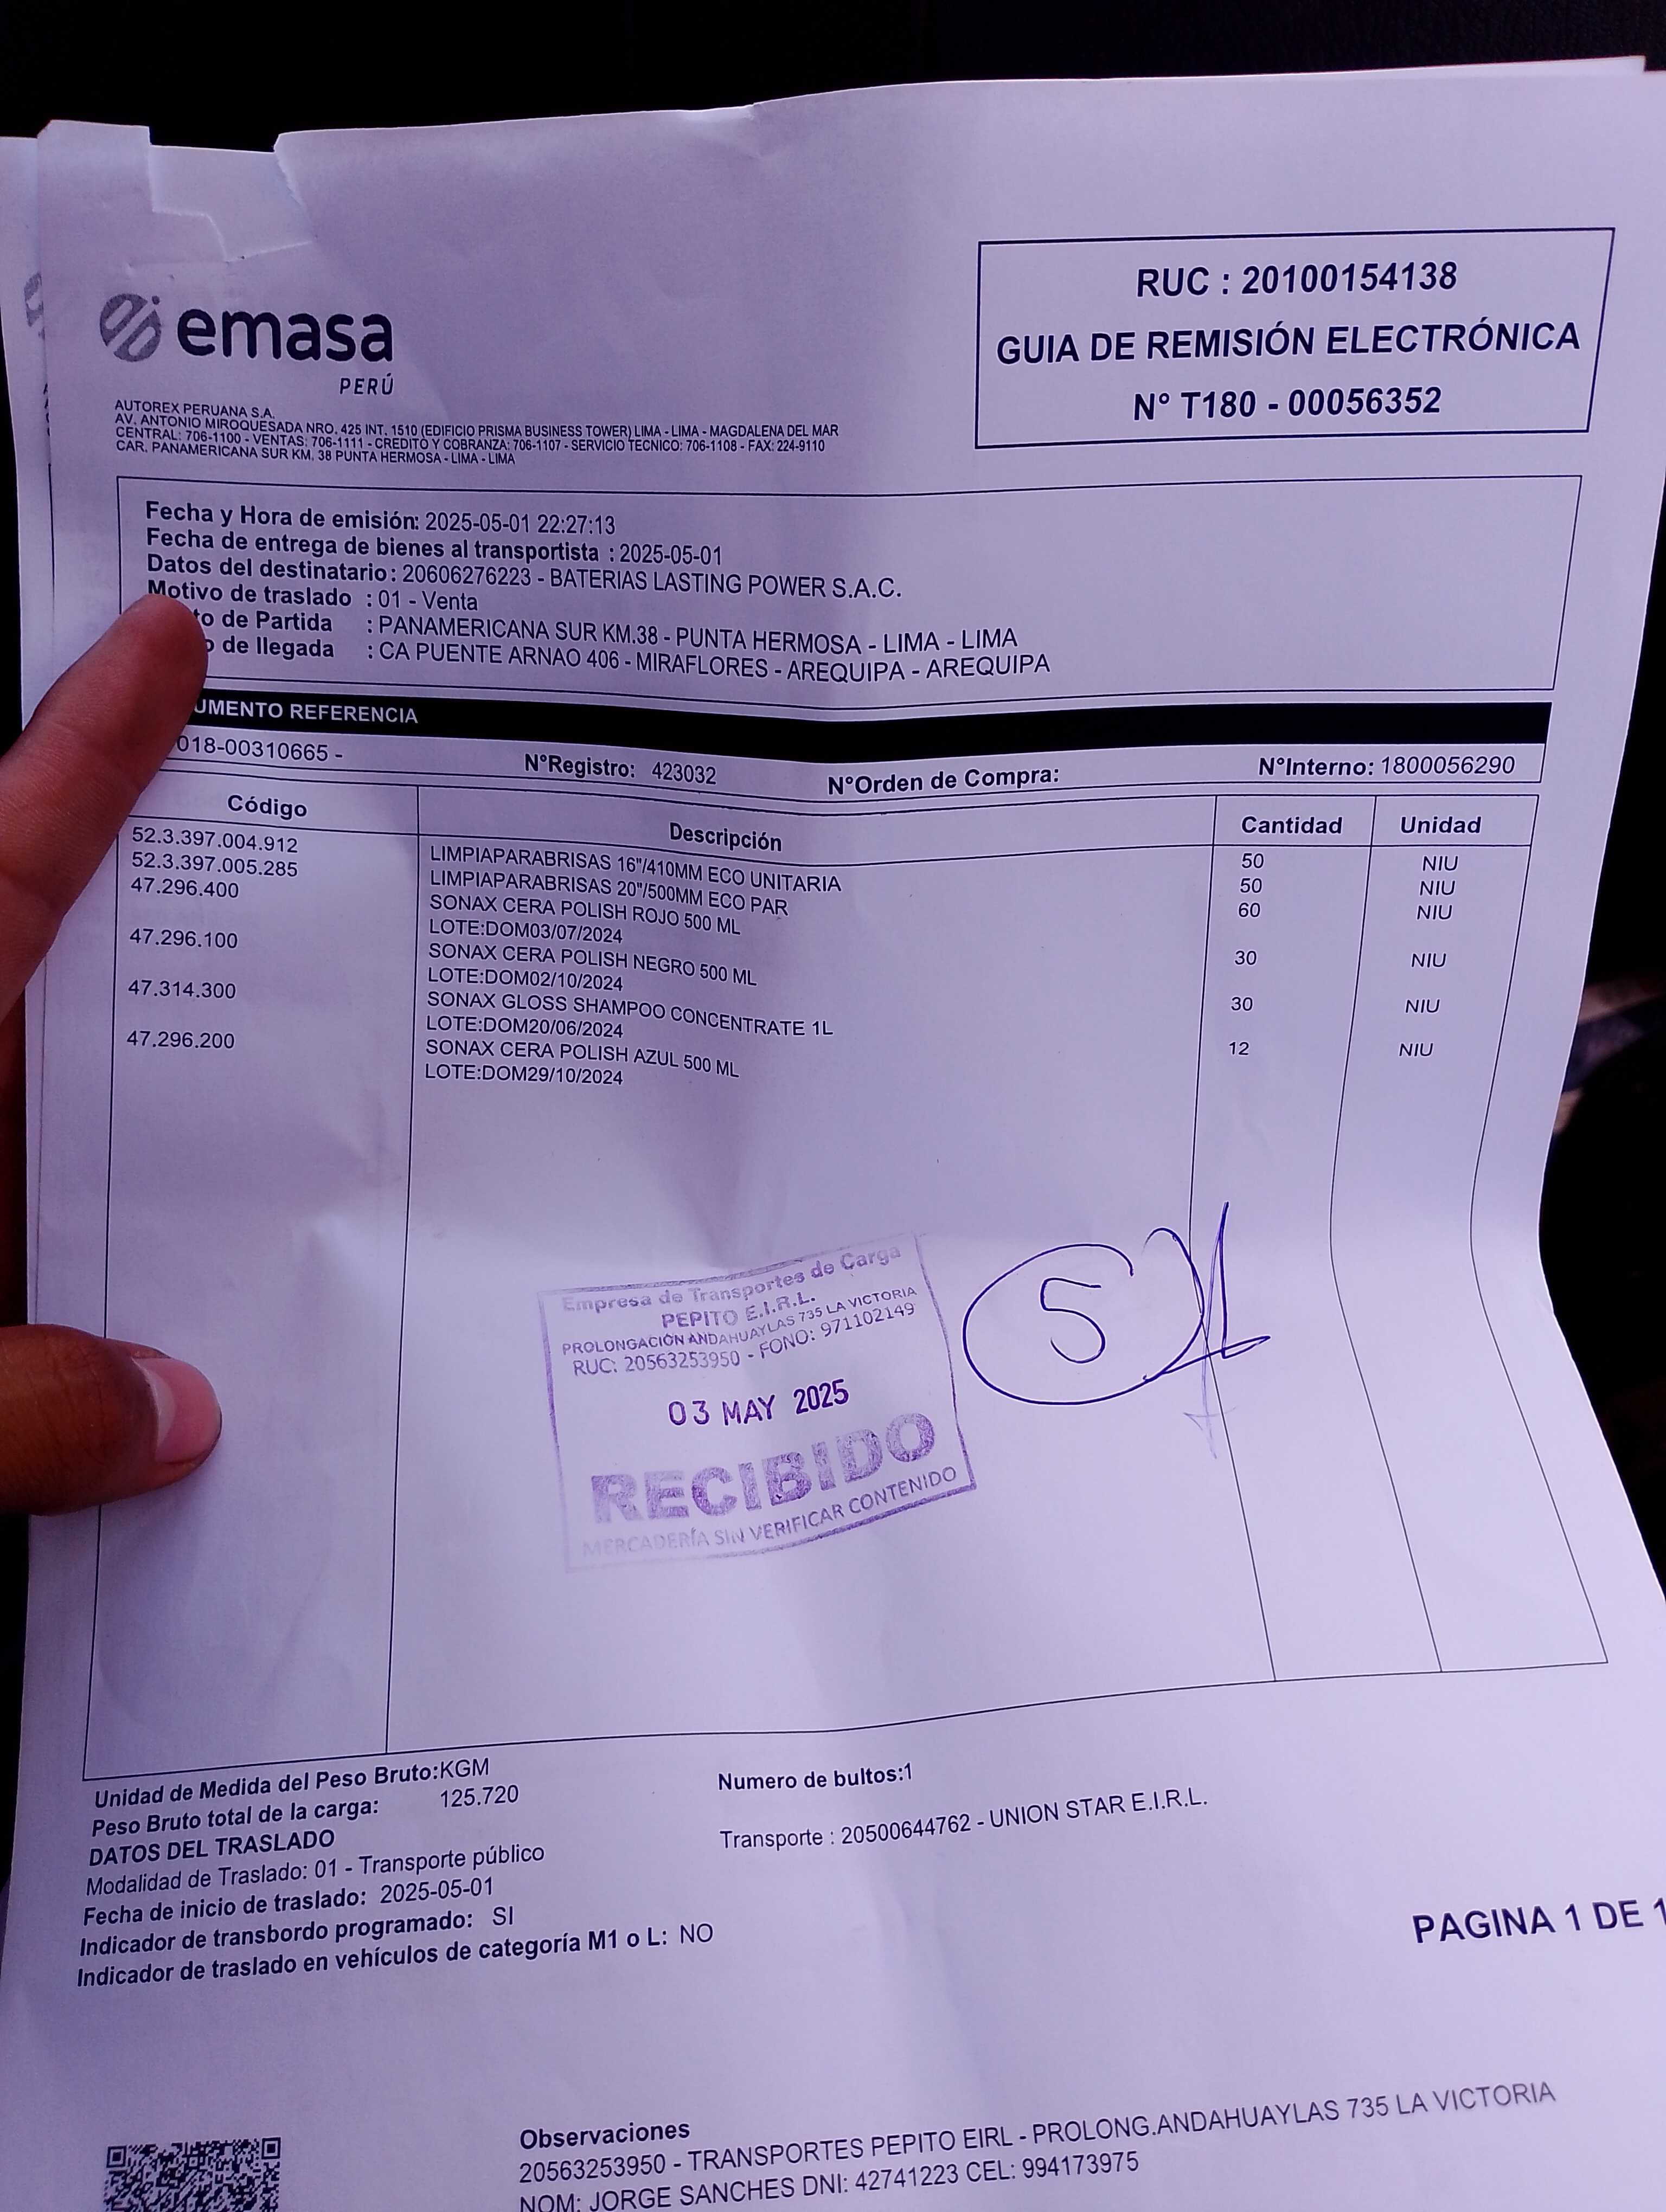 emasa
PERÚ
AUTOREX PERUANA S.A.
AV. ANTONIO MIROQUESADA NRO. 425 INT. 1510 (EDIFICIO PRISMA BUSINESS TOWER) LIMA - LIMA - MAGDALENA DEL MAR
CENTRAL: 706-1100 - VENTAS: 706-1111 - CREDITO Y COBRANZA: 706-1107 - SERVICIO TECNICO: 706-1108 - FAX: 224-9110
CAR. PANAMERICANA SUR KM. 38 PUNTA HERMOSA - LIMA - LIMA
RUC : 20100154138
GUIA DE REMISIÓN ELECTRÓNICA
N° T180 - 00056352
Fecha y Hora de emisión: 2025-05-01 22:27:13
Fecha de entrega de bienes al transportista : 2025-05-01
Datos del destinatario : 20606276223 - BATERIAS LASTING POWER S.A.C.
Motivo de traslado : 01 - Venta
to de Partida : PANAMERICANA SUR KM.38 - PUNTA HERMOSA - LIMA - LIMA
o de llegada : CA PUENTE ARNAO 406 - MIRAFLORES - AREQUIPA - AREQUIPA
UMENTO REFERENCIA
018-00310665 - N°Registro: 423032 N°Orden de Compra: N°Interno: 1800056290
Código Descripción Cantidad Unidad
52.3.397.004.912 LIMPIAPARABRISAS 16"/410MM ECO UNITARIA 50 NIU
52.3.397.005.285 LIMPIAPARABRISAS 20"/500MM ECO PAR 50 NIU
47.296.400 SONAX CERA POLISH ROJO 500 ML 60 NIU
LOTE:DOM03/07/2024
47.296.100 SONAX CERA POLISH NEGRO 500 ML 30 NIU
LOTE:DOM02/10/2024
47.314.300 SONAX GLOSS SHAMPOO CONCENTRATE 1L 30 NIU
LOTE:DOM20/06/2024
47.296.200 SONAX CERA POLISH AZUL 500 ML 12 NIU
LOTE:DOM29/10/2024
Empresa de Transportes de Carga
PEPITO E.I.R.L.
PROLONGACIÓN ANDAHUAYLAS 735 LA VICTORIA
RUC: 20563253950 - FONO: 971102149
03 MAY 2025
RECIBIDO
MERCADERÍA SIN VERIFICAR CONTENIDO
5
Unidad de Medida del Peso Bruto:KGM
Peso Bruto total de la carga: 125.720
DATOS DEL TRASLADO
Modalidad de Traslado: 01 - Transporte público
Fecha de inicio de traslado: 2025-05-01
Indicador de transbordo programado: SI
Indicador de traslado en vehículos de categoría M1 o L: NO
Numero de bultos:1
Transporte : 20500644762 - UNION STAR E.I.R.L.
PAGINA 1 DE 1
Observaciones
20563253950 - TRANSPORTES PEPITO EIRL - PROLONG.ANDAHUAYLAS 735 LA VICTORIA
NOM: JORGE SANCHES DNI: 42741223 CEL: 994173975